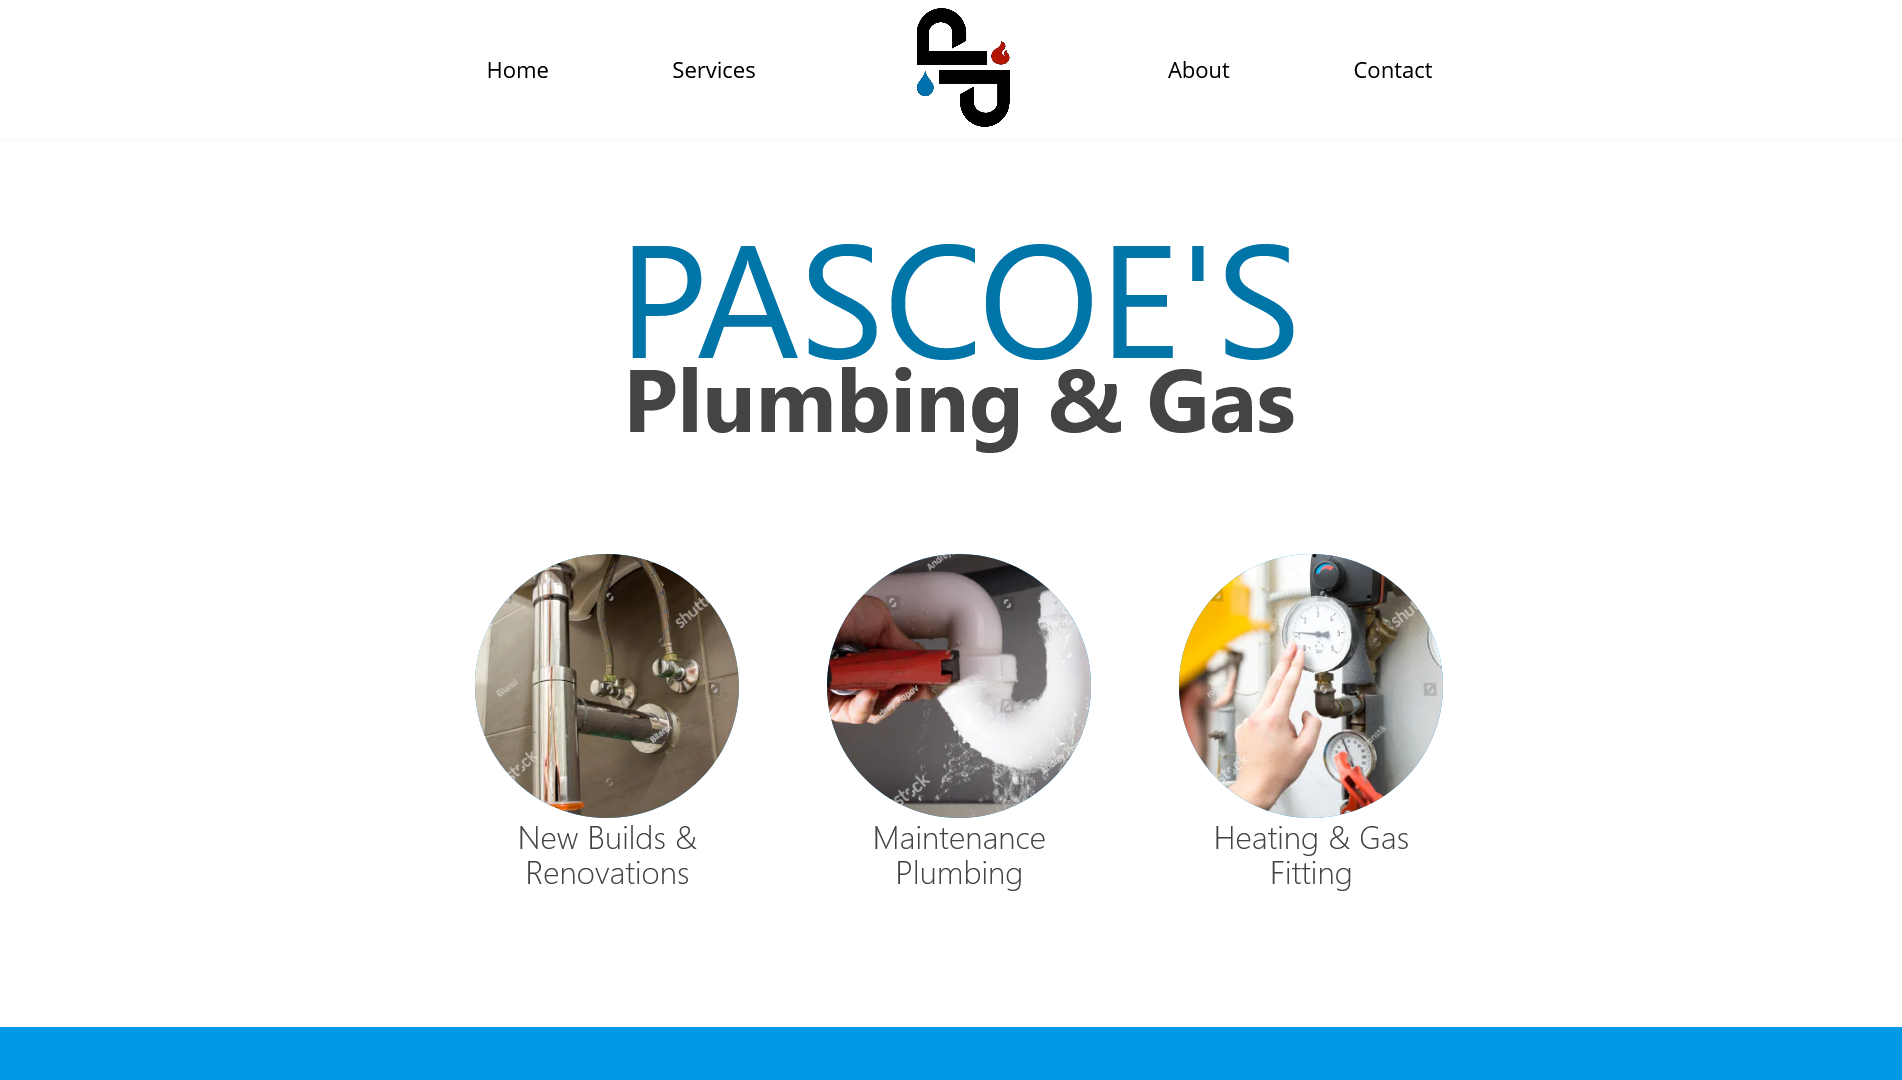 Home
Services
About
Contact
PASCOE'S
Plumbing & Gas
New Builds &
Renovations
Maintenance
Plumbing
Heating & Gas
Fitting